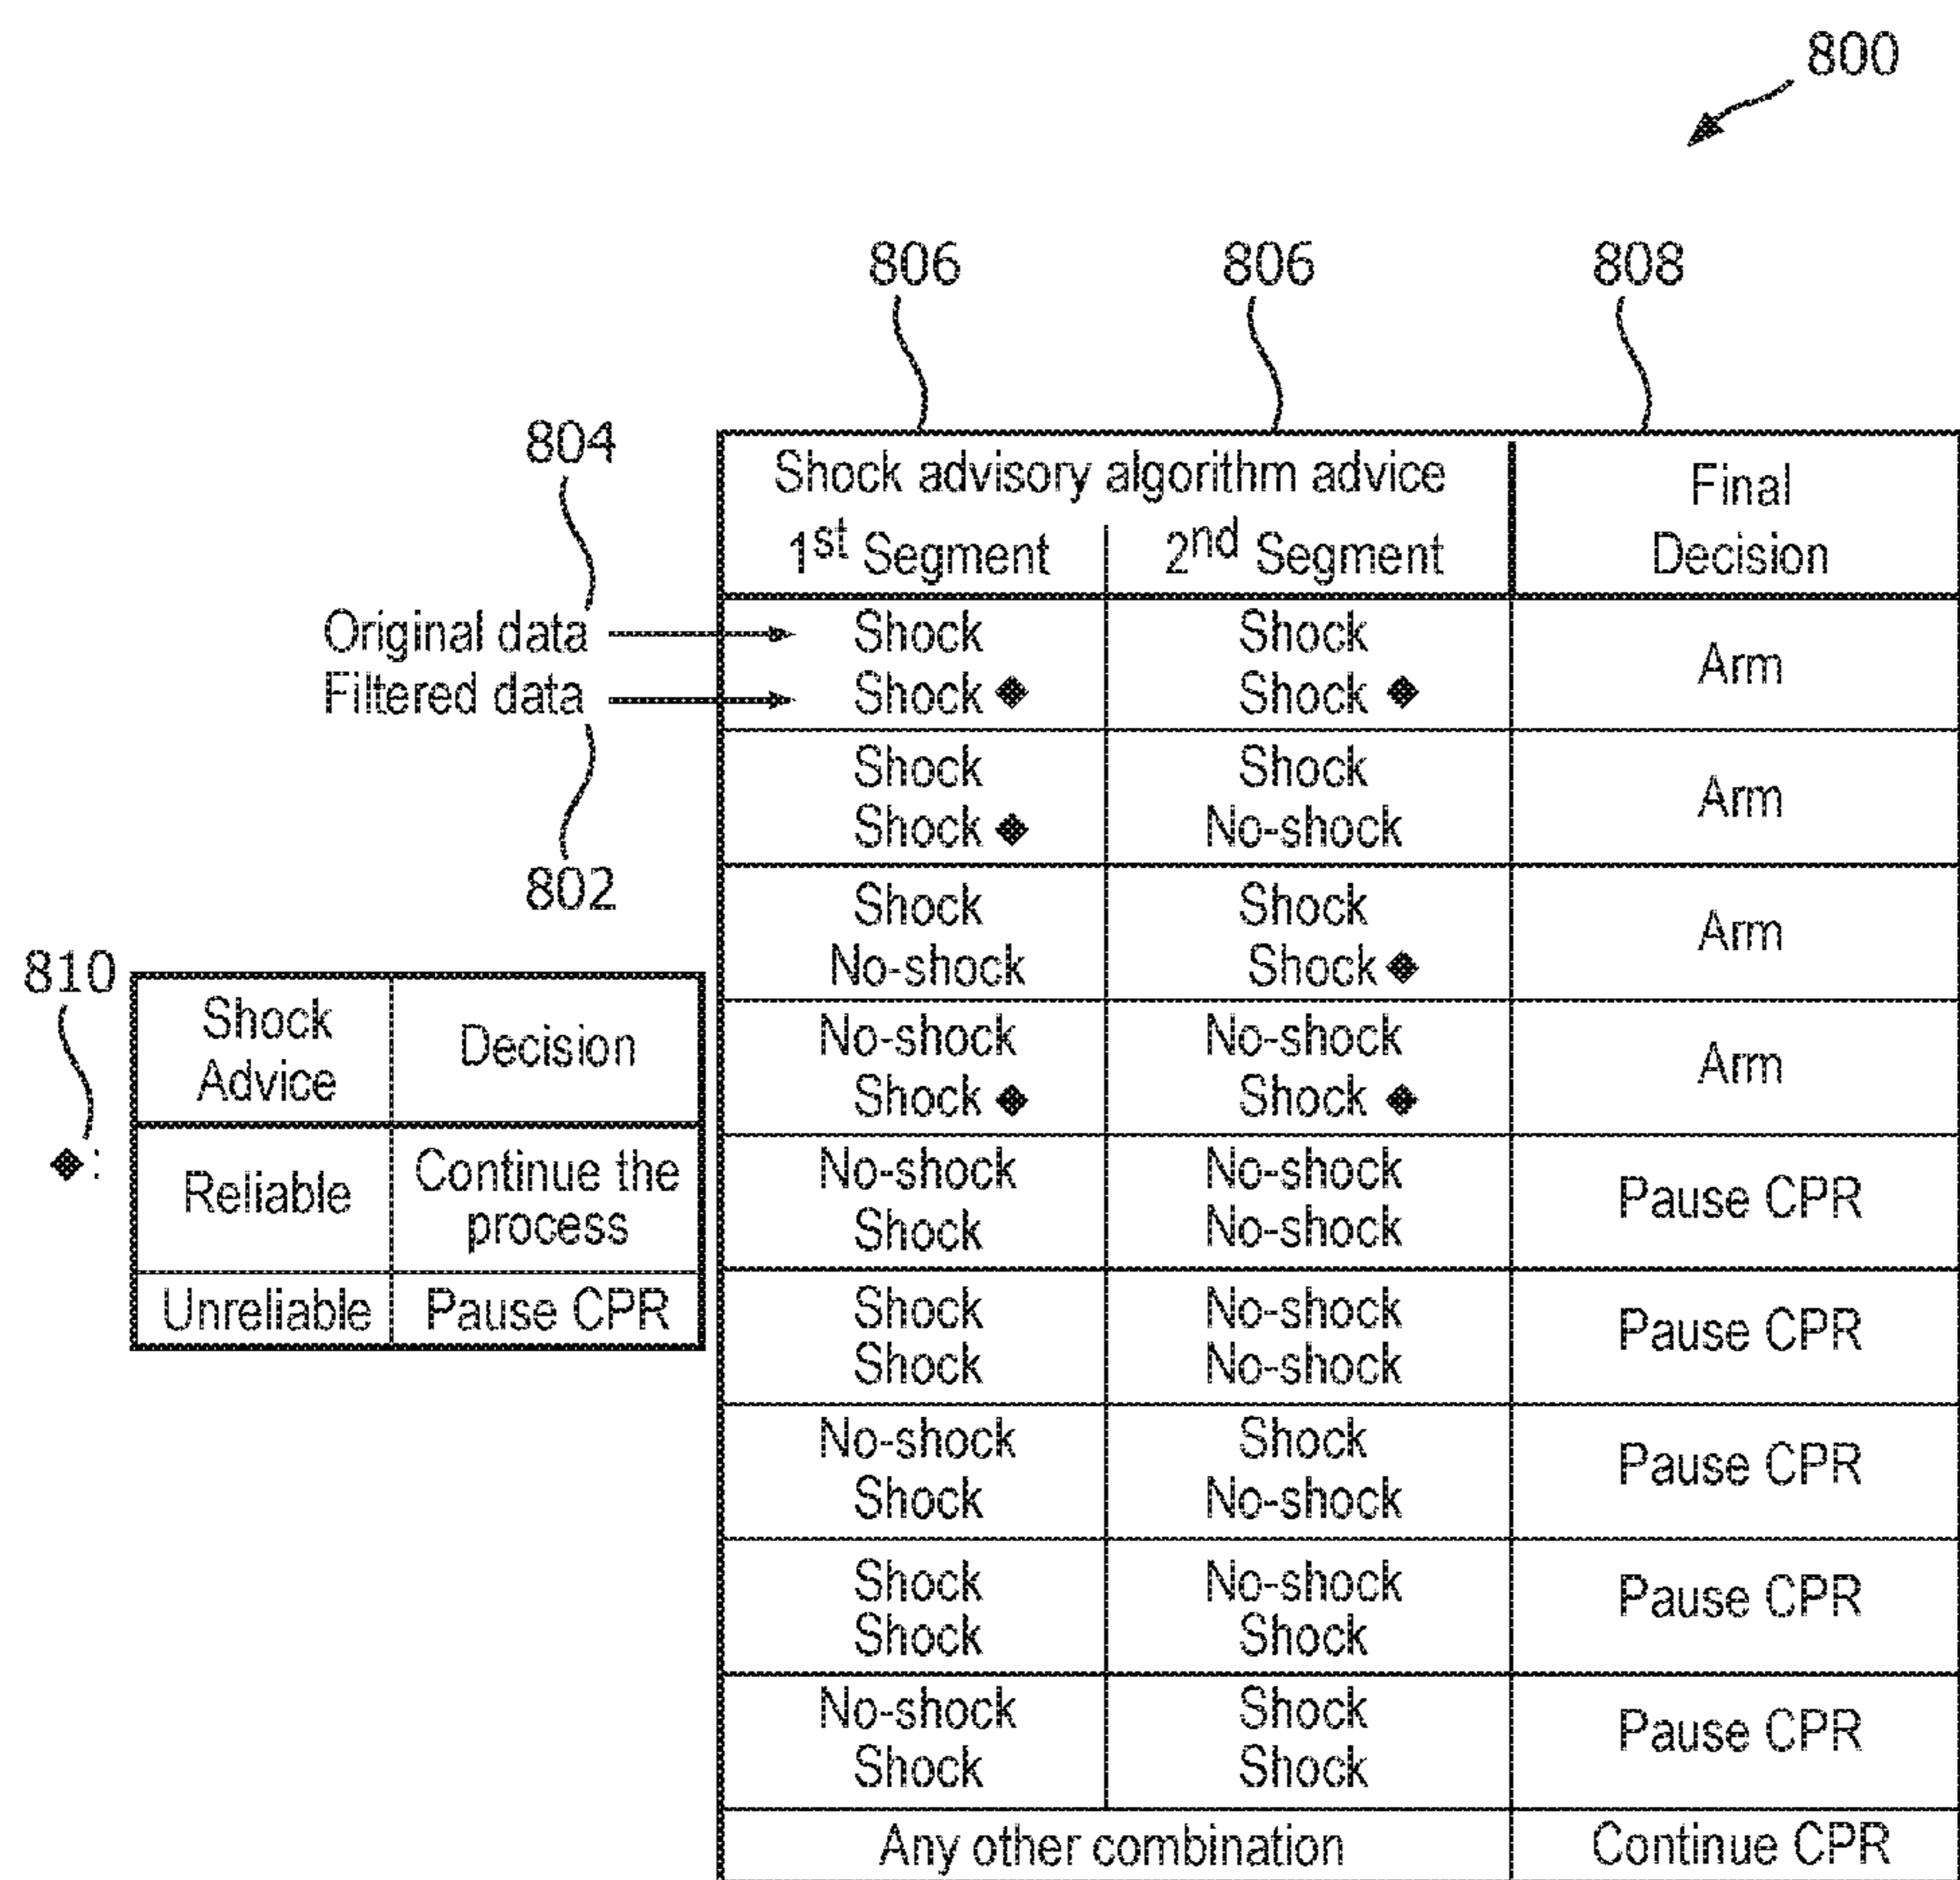 800
806 806 808
804
Shock advisory algorithm advice
1st Segment 2nd Segment
Final
Decision
Original data
Filtered data
802
Shock Shock
Shock ◆ Shock ◆
Arm
Shock Shock
Shock ◆ No-shock
Arm
Shock Shock
No-shock Shock ◆
Arm
No-shock No-shock
Shock ◆ Shock ◆
Arm
No-shock No-shock
Shock No-shock
Pause CPR
Shock No-shock
Shock No-shock
Pause CPR
No-shock Shock
Shock No-shock
Pause CPR
Shock No-shock
Shock Shock
Pause CPR
No-shock Shock
Shock Shock
Pause CPR
Any other combination Continue CPR
810
◆ :
Shock
Advice
Decision
Reliable
Continue the
process
Unreliable Pause CPR